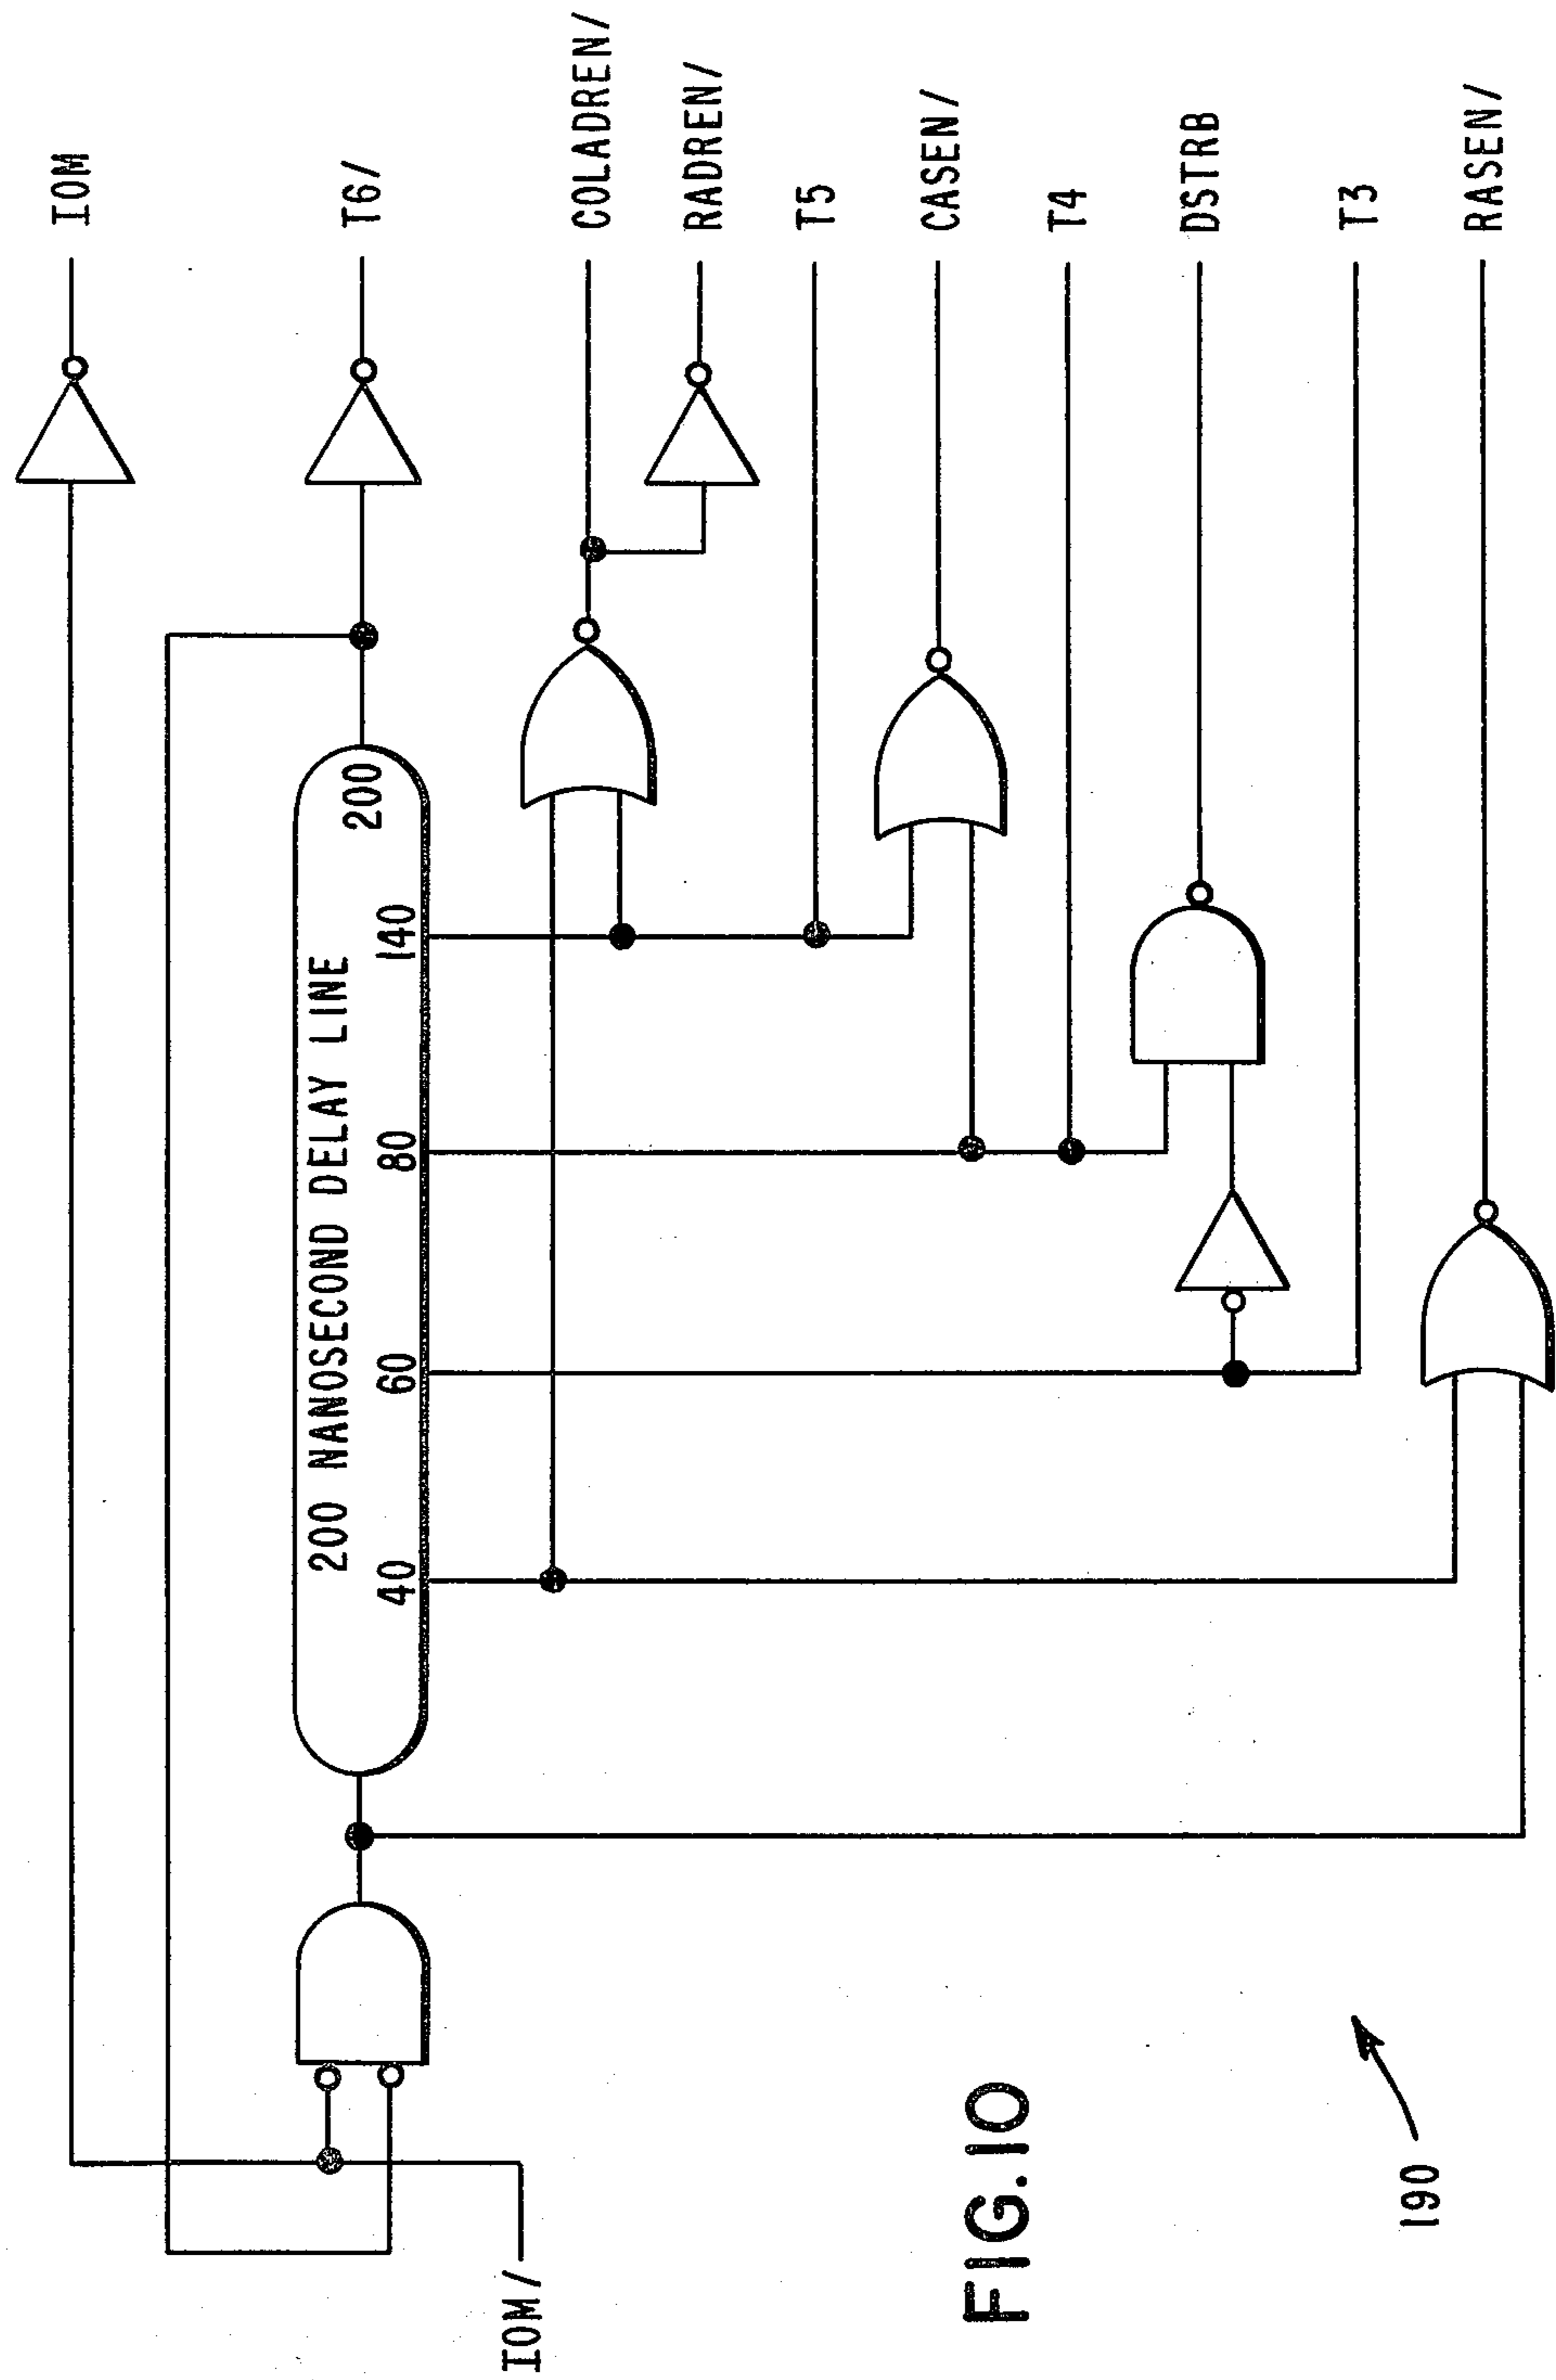 IOM
T6/
COLADREN/
RADREN/
T5
CASEN/
T4
DSTRB
T3
RASEN/
200 NANOSECOND DELAY LINE
40
60
80
140
200
IOM/
FIG.10
190